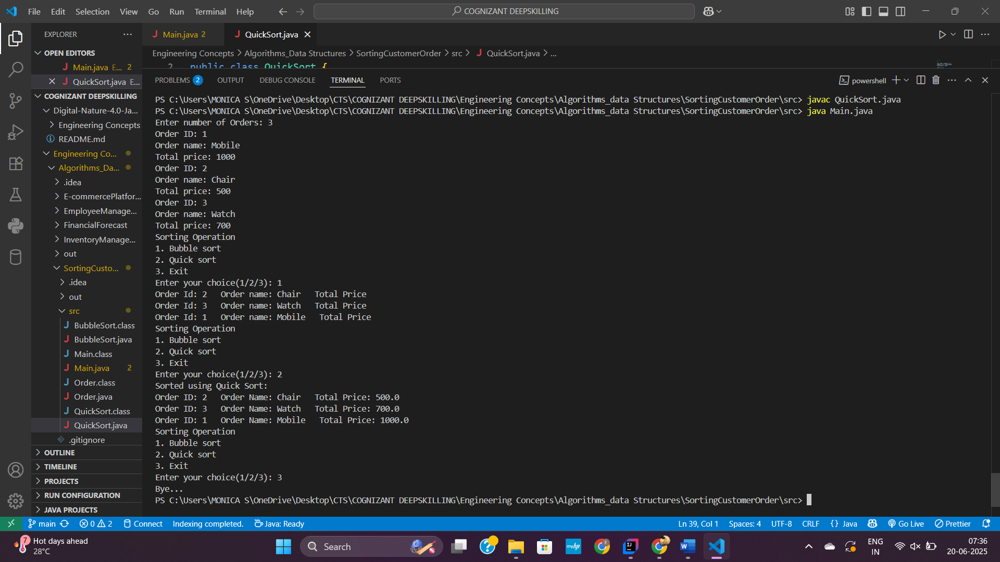 File Edit Selection View Go Run Terminal Help
COGNIZANT DEEPSKILLING
EXPLORER
Main.java 2
QuickSort.java
OPEN EDITORS
Main.java E... 2
QuickSort.java E...
COGNIZANT DEEPSKILLING
Digital-Nature-4.0-Ja...
Engineering Concepts
README.md
Engineering Co...
Algorithms_Da...
.idea
E-commercePlatfor...
EmployeeManage...
FinancialForecast
InventoryManage...
out
SortingCusto...
.idea
out
src
BubbleSort.class
BubbleSort.java
Main.class
Main.java 2
Order.class
Order.java
QuickSort.class
QuickSort.java
.gitignore
OUTLINE
TIMELINE
PROJECTS
RUN CONFIGURATION
JAVA PROJECTS
Engineering Concepts > Algorithms_Data Structures > SortingCustomerOrder > src > QuickSort.java > ...
2 public class QuickSort {
PROBLEMS 2 OUTPUT DEBUG CONSOLE TERMINAL PORTS
powershell
PS C:\Users\MONICA S\OneDrive\Desktop\CTS\COGNIZANT DEEPSKILLING\Engineering Concepts\Algorithms_data Structures\SortingCustomerOrder\src> javac QuickSort.java
PS C:\Users\MONICA S\OneDrive\Desktop\CTS\COGNIZANT DEEPSKILLING\Engineering Concepts\Algorithms_data Structures\SortingCustomerOrder\src> java Main.java
Enter number of Orders: 3
Order ID: 1
Order name: Mobile
Total price: 1000
Order ID: 2
Order name: Chair
Total price: 500
Order ID: 3
Order name: Watch
Total price: 700
Sorting Operation
1. Bubble sort
2. Quick sort
3. Exit
Enter your choice(1/2/3): 1
Order Id: 2   Order name: Chair   Total Price
Order Id: 3   Order name: Watch   Total Price
Order Id: 1   Order name: Mobile   Total Price
Sorting Operation
1. Bubble sort
2. Quick sort
3. Exit
Enter your choice(1/2/3): 2
Sorted using Quick Sort:
Order ID: 2   Order Name: Chair   Total Price: 500.0
Order ID: 3   Order Name: Watch   Total Price: 700.0
Order ID: 1   Order Name: Mobile   Total Price: 1000.0
Sorting Operation
1. Bubble sort
2. Quick sort
3. Exit
Enter your choice(1/2/3): 3
Bye...
PS C:\Users\MONICA S\OneDrive\Desktop\CTS\COGNIZANT DEEPSKILLING\Engineering Concepts\Algorithms_data Structures\SortingCustomerOrder\src>
main 0 2 Connect Indexing completed. Java: Ready Ln 39, Col 1 Spaces: 4 UTF-8 CRLF {} Java Go Live Prettier
7 Hot days ahead
28°C
Search
myhp
ENG
IN
07:36
20-06-2025